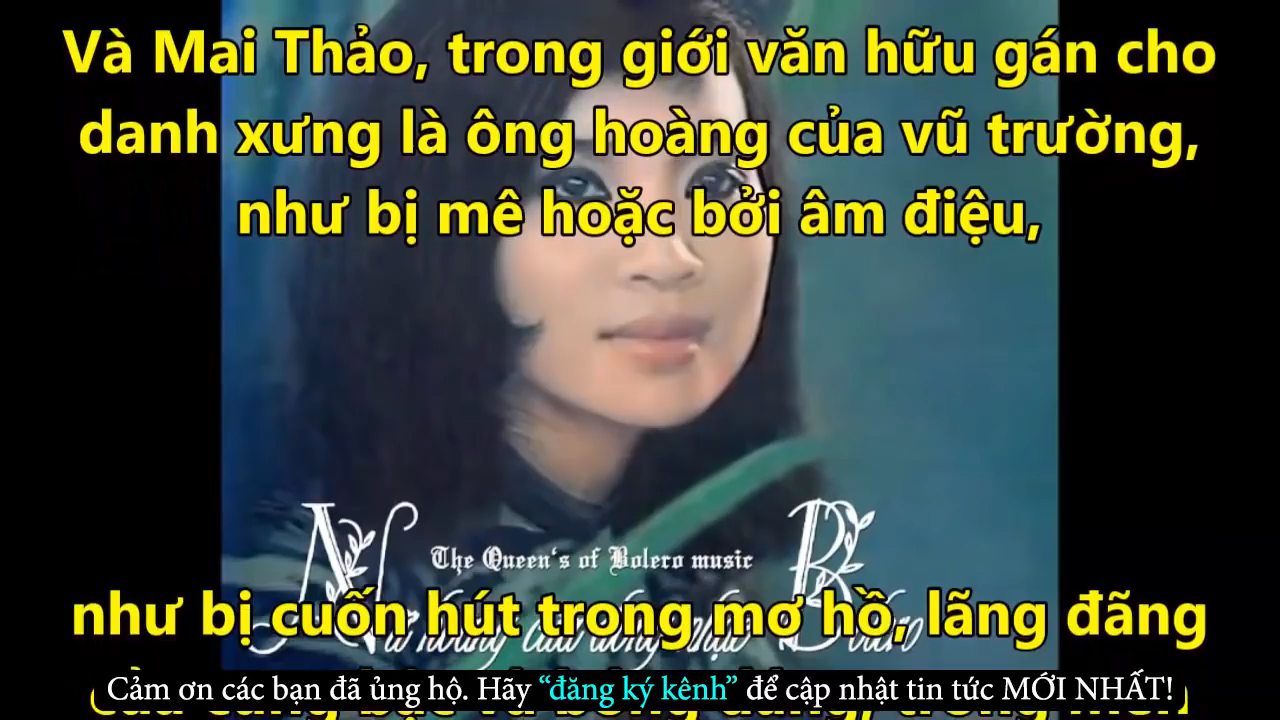 Và Mai Thảo, trong giới văn hữu gán cho
danh xưng là ông hoàng của vũ trường,
như bị mê hoặc bởi âm điệu,
The Queen's of Bolero music
như bị cuốn hút trong mơ hồ, lãng đãng
Cảm ơn các bạn đã ủng hộ. Hãy “đăng ký kênh” để cập nhật tin tức MỚI NHẤT!